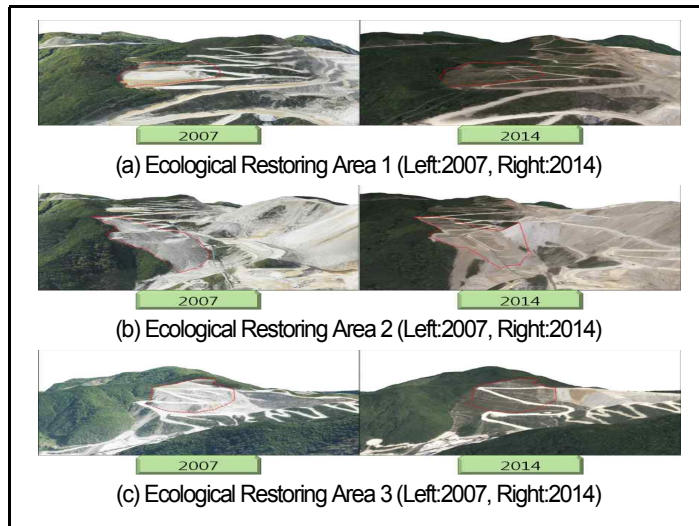 2007 2014
(a) Ecological Restoring Area 1 (Left:2007, Right:2014)
2007 2014
(b) Ecological Restoring Area 2 (Left:2007, Right:2014)
2007 2014
(c) Ecological Restoring Area 3 (Left:2007, Right:2014)